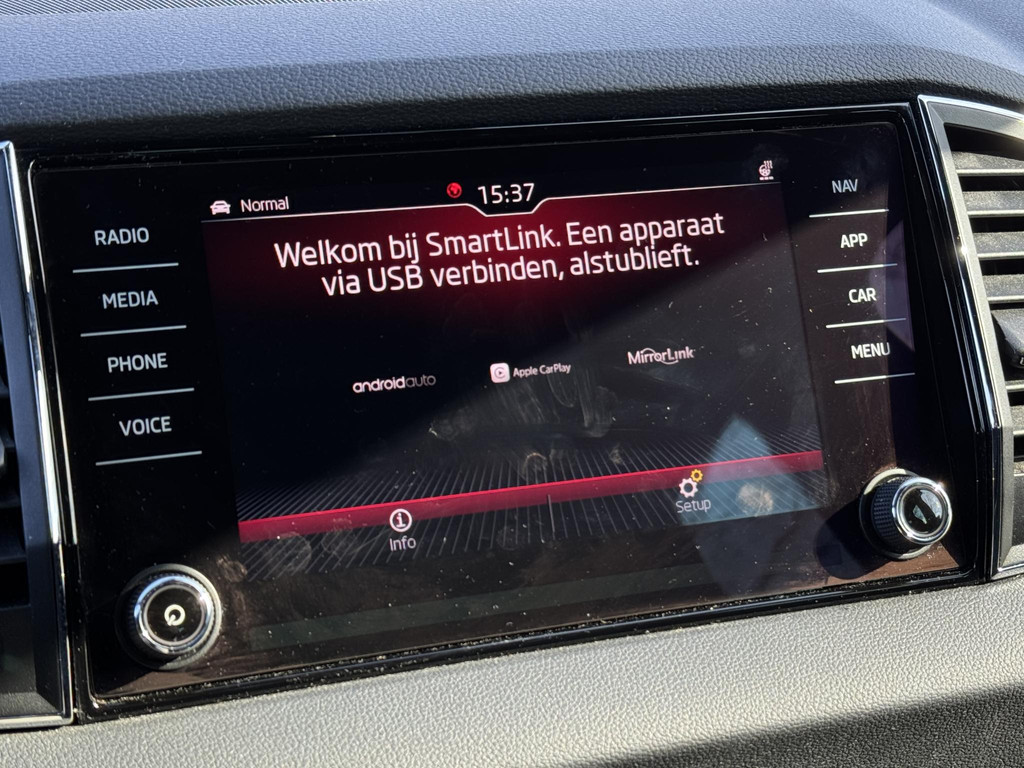 Normal
15:37
Welkom bij SmartLink. Een apparaat
via USB verbinden, alstublieft.
RADIO
MEDIA
PHONE
VOICE
androidauto
Apple CarPlay
MirrorLink
NAV
APP
CAR
MENU
Info
Setup